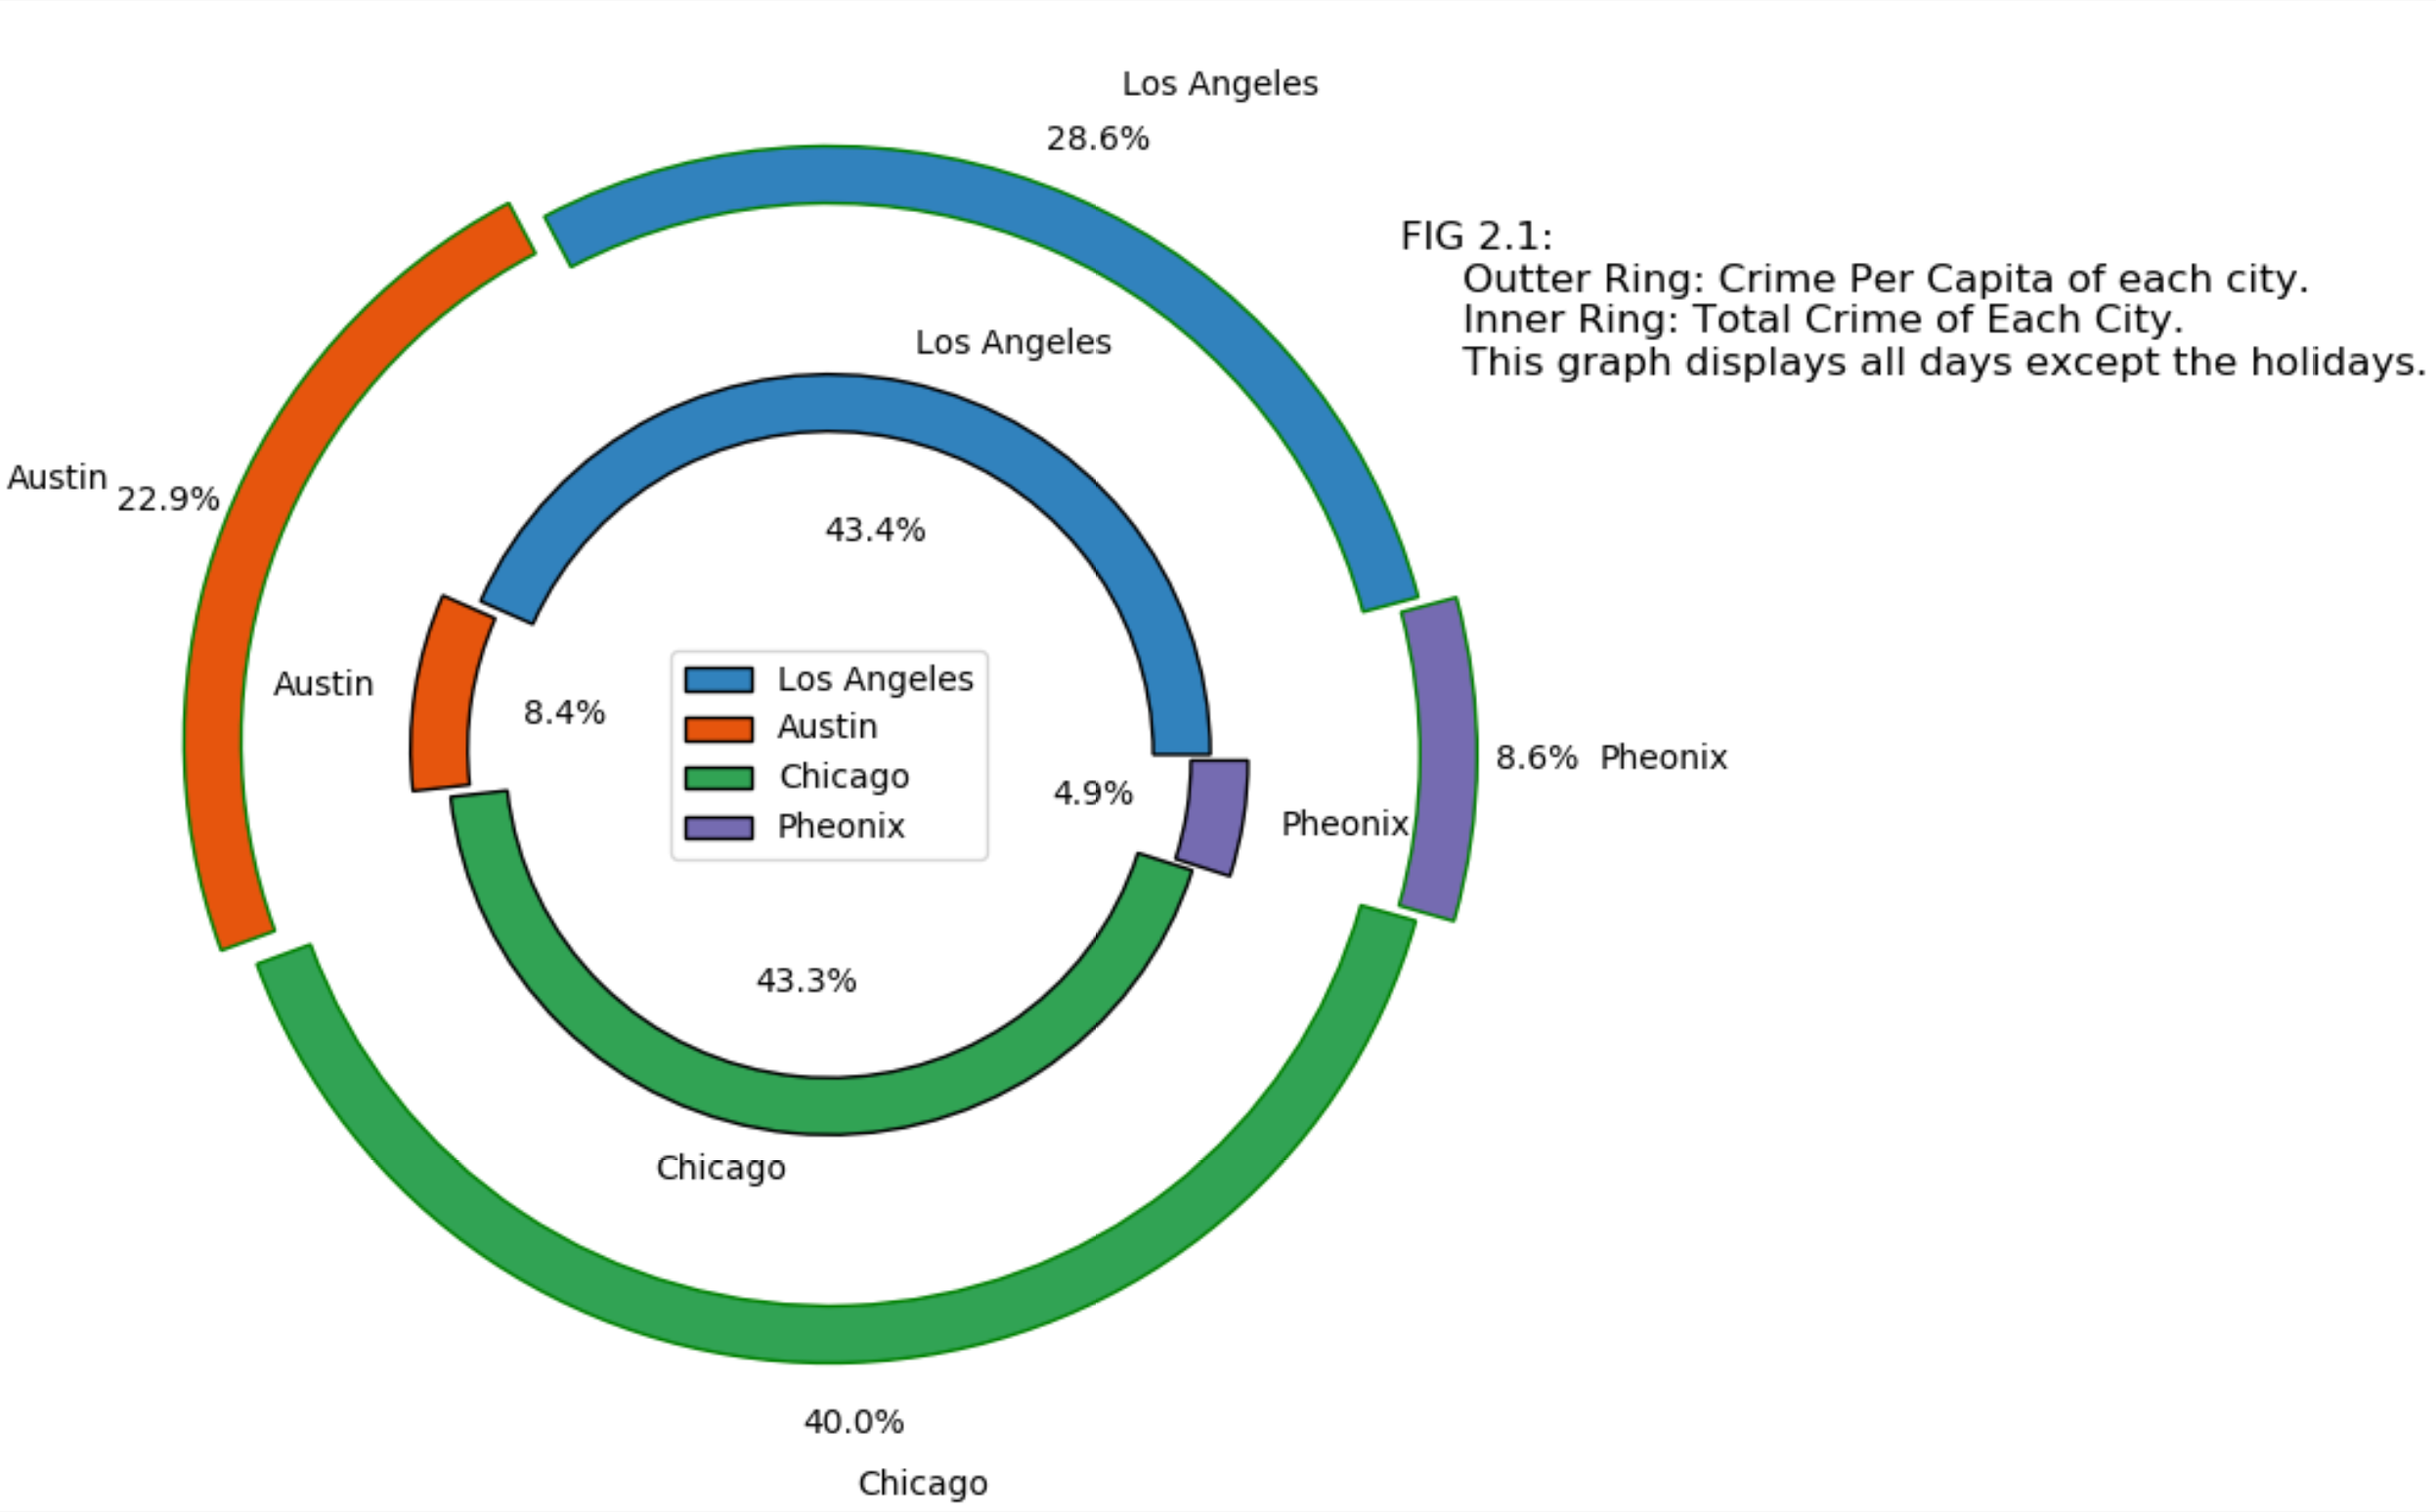 Los Angeles
28.6%
FIG 2.1:
Outter Ring: Crime Per Capita of each city.
Inner Ring: Total Crime of Each City.
This graph displays all days except the holidays.
Los Angeles
Austin
22.9%
43.4%
Austin
8.4%
Los Angeles
Austin
Chicago
Pheonix
4.9%
Pheonix
8.6%
Pheonix
43.3%
Chicago
40.0%
Chicago